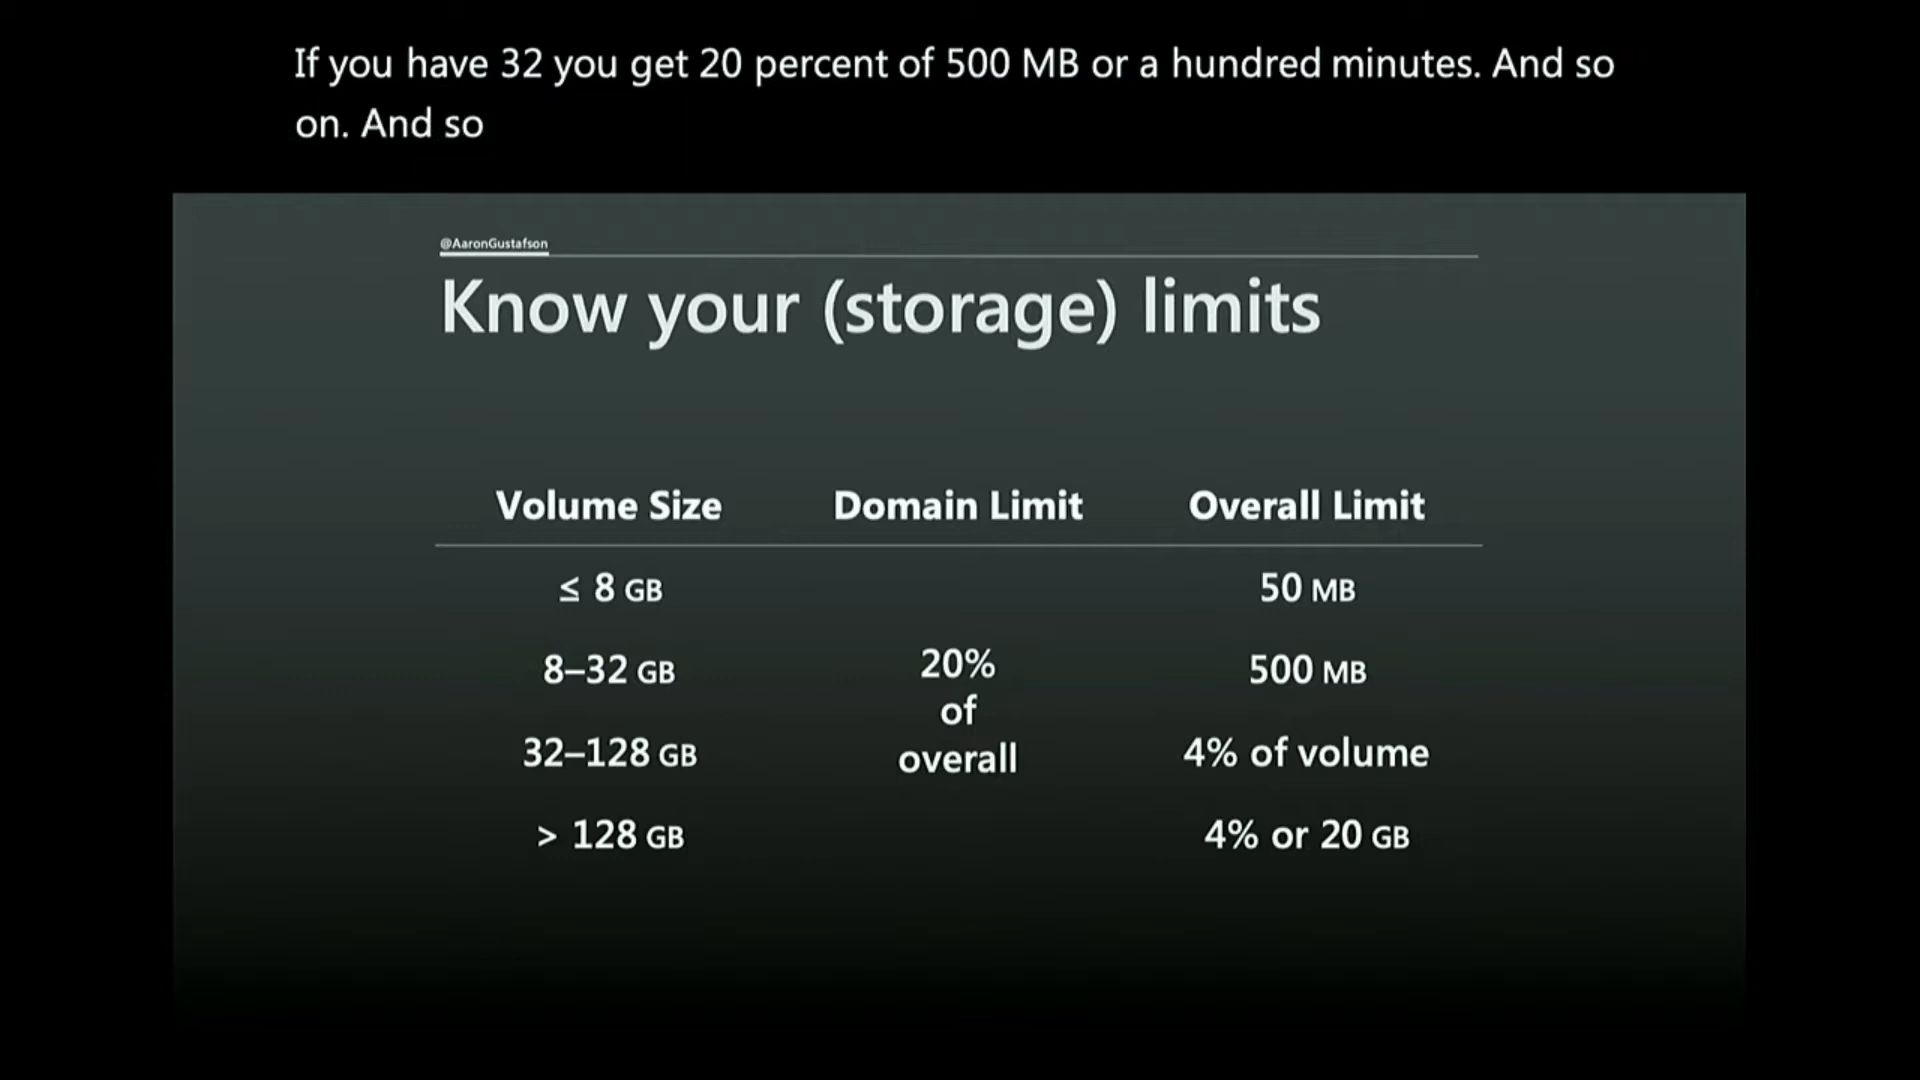 If you have 32 you get 20 percent of 500 MB or a hundred minutes. And so
on. And so
@AaronGustafson
Know your (storage) limits
Volume Size Domain Limit Overall Limit
≤ 8 GB 50 MB
8–32 GB 500 MB
20%
of
overall
32–128 GB 4% of volume
> 128 GB 4% or 20 GB